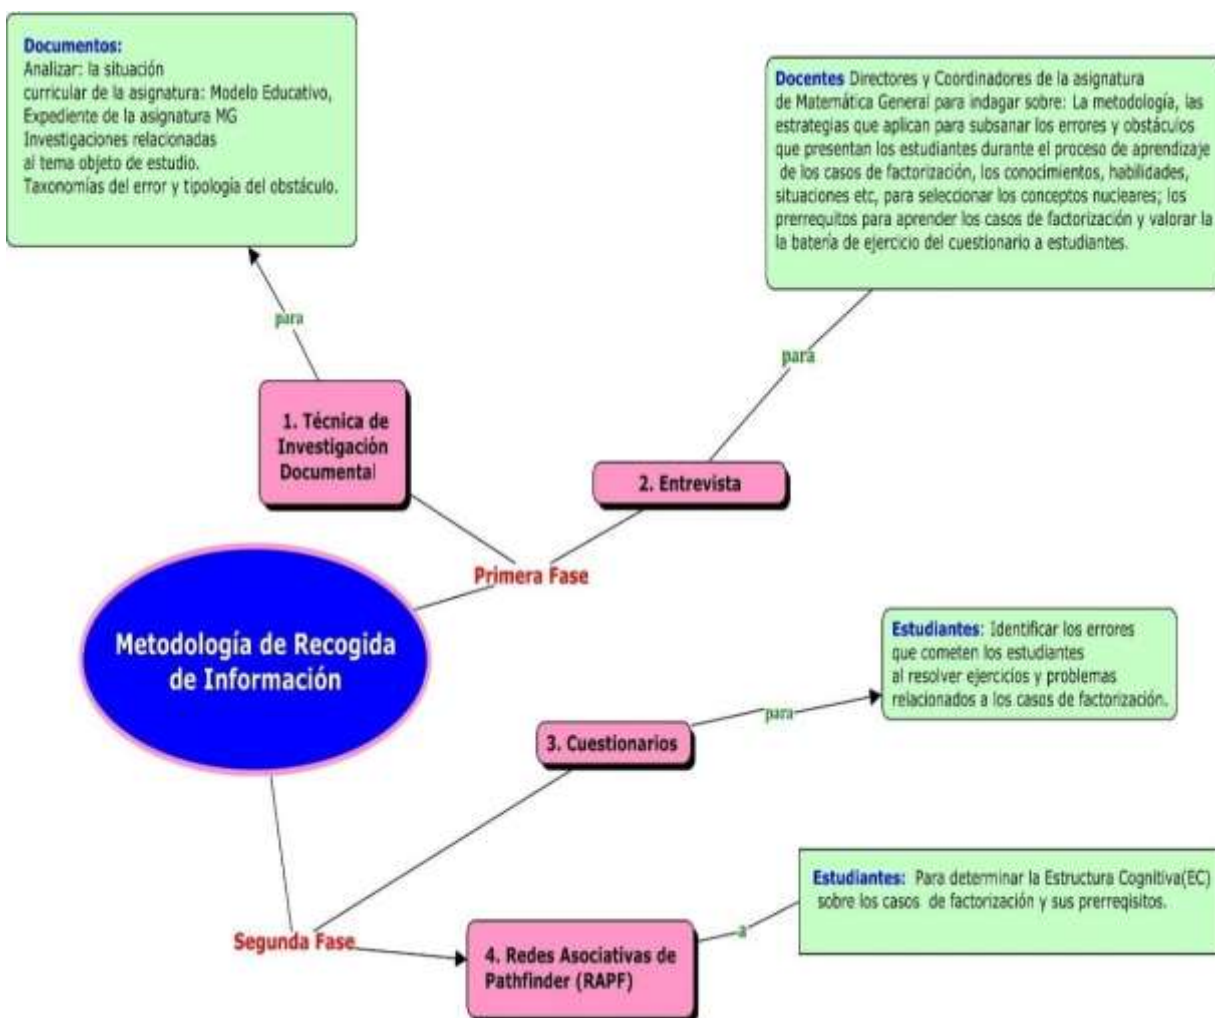 Documentos:
Analizar: la situación
curricular de la asignatura: Modelo Educativo,
Expediente de la asignatura MG
Investigaciones relacionadas
al tema objeto de estudio.
Taxonomías del error y tipología del obstáculo.
Docentes Directores y Coordinadores de la asignatura
de Matemática General para indagar sobre: La metodología, las
estrategias que aplican para subsanar los errores y obstáculos
que presentan los estudiantes durante el proceso de aprendizaje
de los casos de factorización, los conocimientos, habilidades,
situaciones etc, para seleccionar los conceptos nucleares; los
prerrequitos para aprender los casos de factorización y valorar la
la batería de ejercicio del cuestionario a estudiantes.
para
para
1. Técnica de
Investigación
Documental
2. Entrevista
Primera Fase
Metodología de Recogida
de Información
Estudiantes: Identificar los errores
que cometen los estudiantes
al resolver ejercicios y problemas
relacionados a los casos de factorización.
para
3. Cuestionarios
Segunda Fase
4. Redes Asociativas de
Pathfinder (RAPF)
a
Estudiantes: Para determinar la Estructura Cognitiva(EC)
sobre los casos de factorización y sus prerreqisitos.